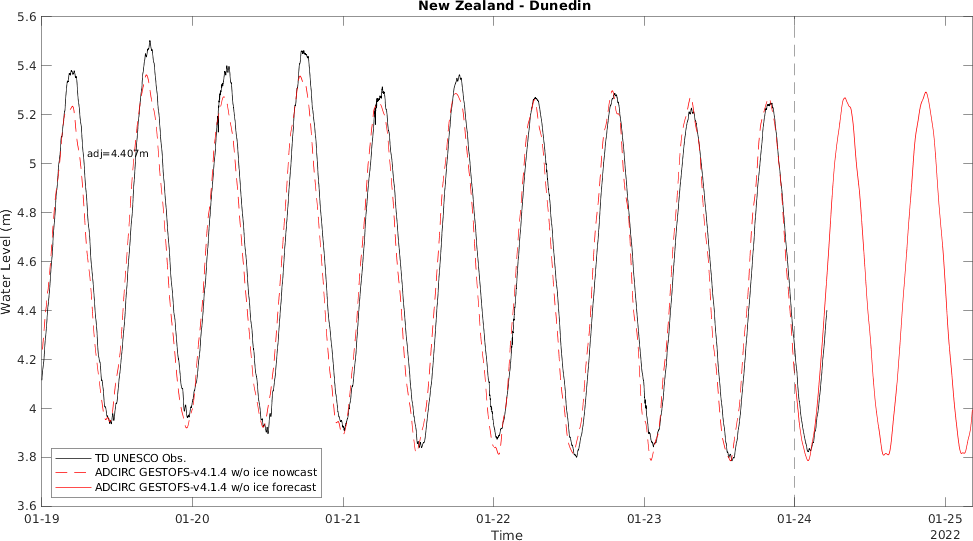 New Zealand - Dunedin
5.6
5.4
5.2
5
4.8
4.6
4.4
4.2
4
3.8
3.6
Water Level (m)
adj=4.407m
TD UNESCO Obs.
ADCIRC GESTOFS-v4.1.4 w/o ice nowcast
ADCIRC GESTOFS-v4.1.4 w/o ice forecast
01-19
01-20
01-21
01-22
01-23
01-24
01-25
2022
Time